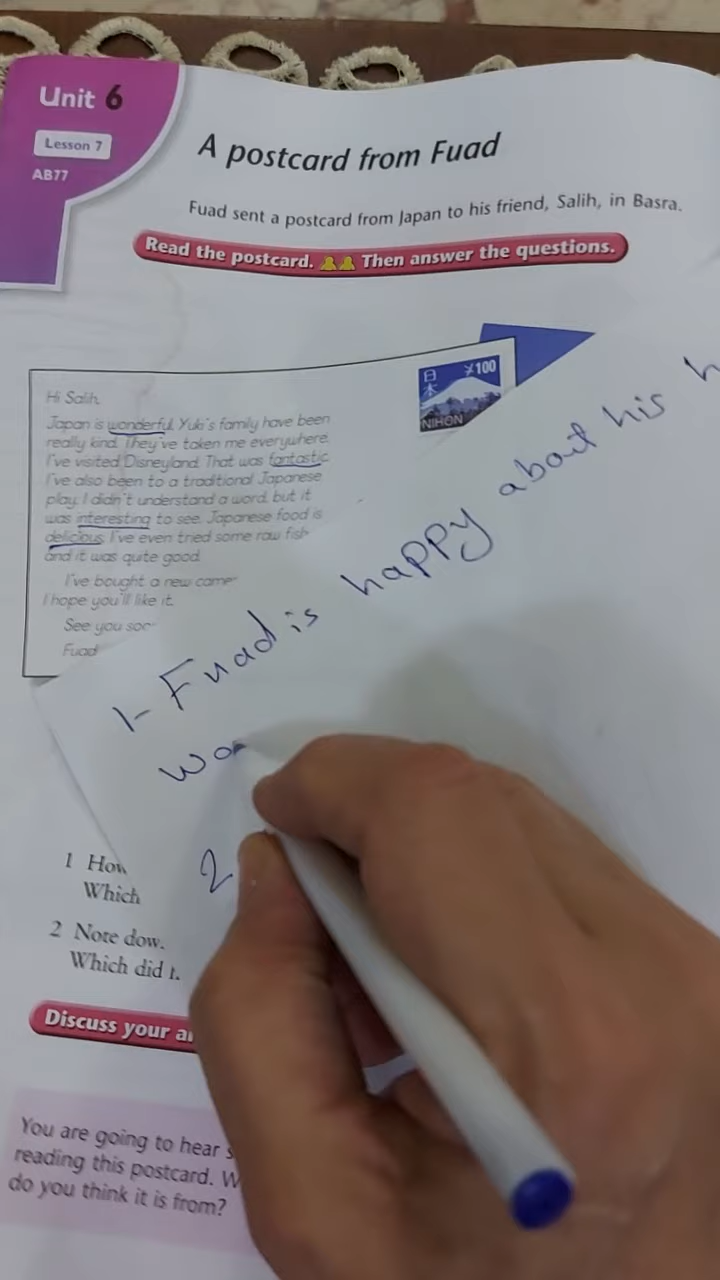 Unit 6
Lesson 7
AB77
A postcard from Fuad
Fuad sent a postcard from Japan to his friend, Salih, in Basra.
Read the postcard. Then answer the questions.
日本
¥100
NIHON
Hi Salih,
Japan is wonderful. Yuki's family have been
really kind. They've taken me everywhere.
I've visited Disneyland. That was fantastic.
I've also been to a traditional Japanese
play. I didn't understand a word, but it
was interesting to see. Japanese food is
delicious. I've even tried some raw fish
and it was quite good.
I've bought a new
I hope you'll like it.
See you
Fuad
1- Fuad is happy about his
2
1
Which
2 Note
Which did
Discuss your
You are going to hear
reading this postcard.
do you think it is from?